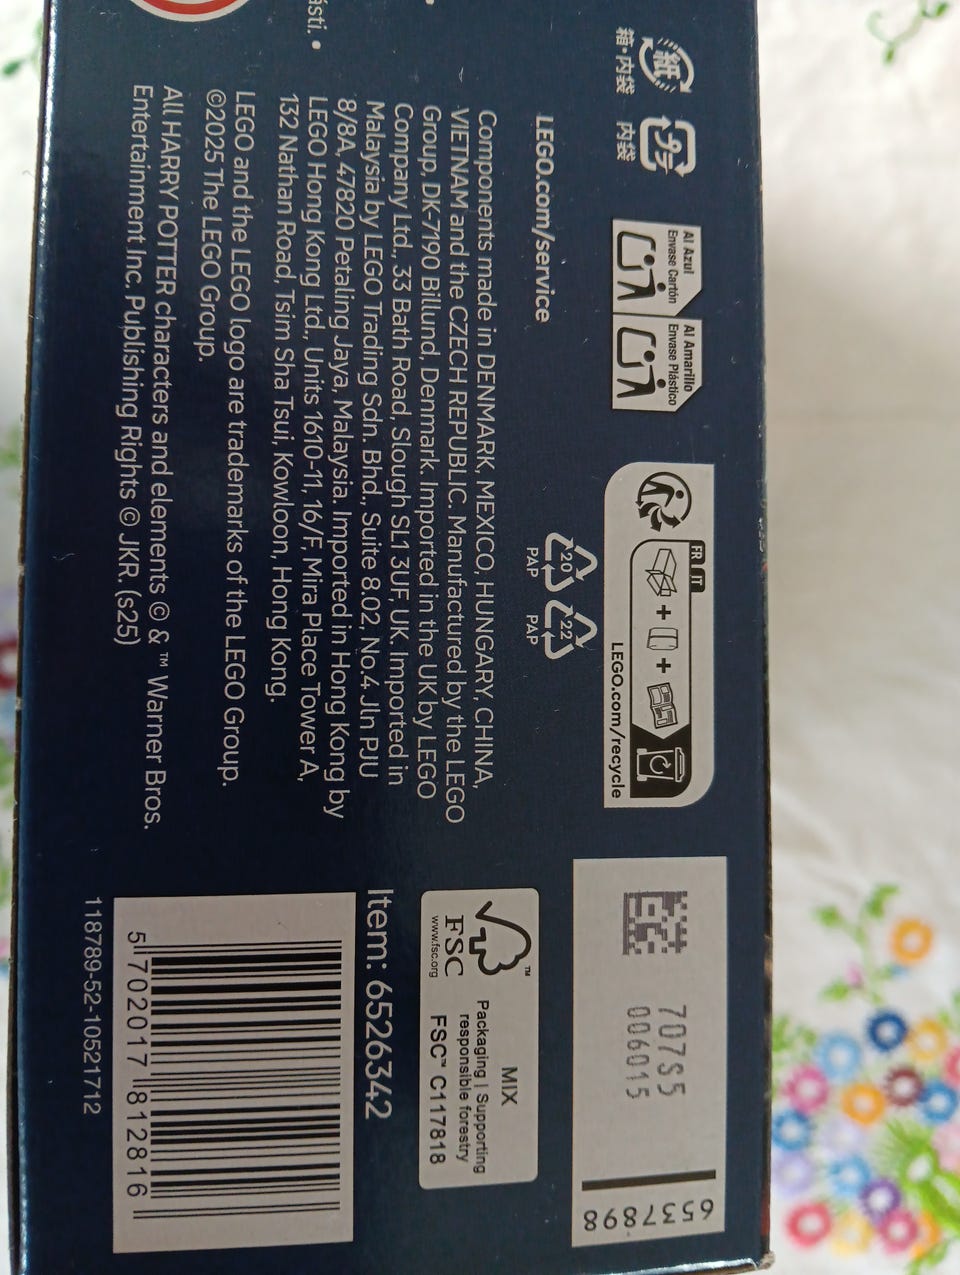 ásti. •
紙
箱・内袋
プラ
内袋
Al Azul
Envase Cartón
Al Amarillo
Envase Plástico
FR IT
+ +
LEGO.com/recycle
LEGO.com/service
20
PAP
22
PAP
Components made in DENMARK, MEXICO, HUNGARY, CHINA,
VIETNAM and the CZECH REPUBLIC. Manufactured by the LEGO
Group, DK-7190 Billund, Denmark. Imported in the UK by LEGO
Company Ltd., 33 Bath Road, Slough SL1 3UF, UK. Imported in
Malaysia by LEGO Trading Sdn. Bhd., Suite 8.02, No.4. Jln PJU
8/8A, 47820 Petaling Jaya, Malaysia. Imported in Hong Kong by
LEGO Hong Kong Ltd., Units 1610-11, 16/F, Mira Place Tower A,
132 Nathan Road, Tsim Sha Tsui, Kowloon, Hong Kong.
LEGO and the LEGO logo are trademarks of the LEGO Group.
©2025 The LEGO Group.
All HARRY POTTER characters and elements © & ™ Warner Bros.
Entertainment Inc. Publishing Rights © JKR. (s25)
707S5
006015
6537898
FSC
www.fsc.org
MIX
Packaging | Supporting
responsible forestry
FSC™ C117818
Item: 6526342
5 702017 812816
118789-52-10521712